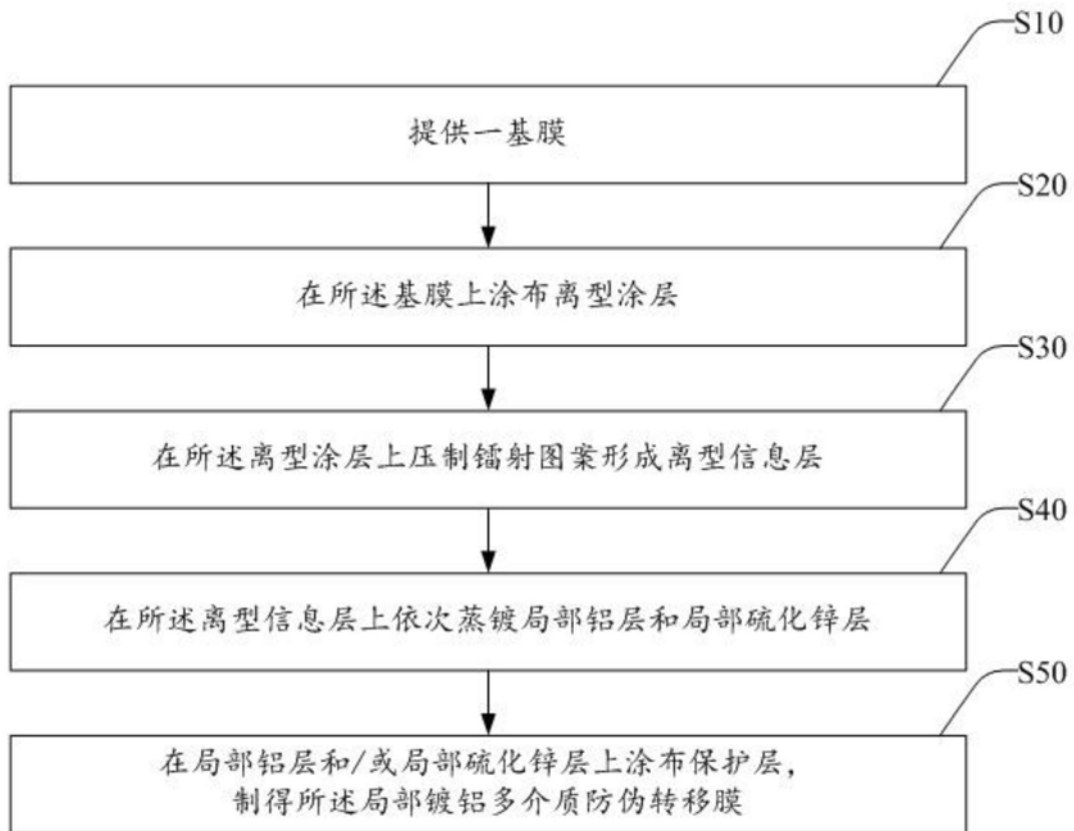 S10
提供一基膜
S20
在所述基膜上涂布离型涂层
S30
在所述离型涂层上压制镭射图案形成离型信息层
S40
在所述离型信息层上依次蒸镀局部铝层和局部硫化锌层
S50
在局部铝层和/或局部硫化锌层上涂布保护层,
制得所述局部镀铝多介质防伪转移膜